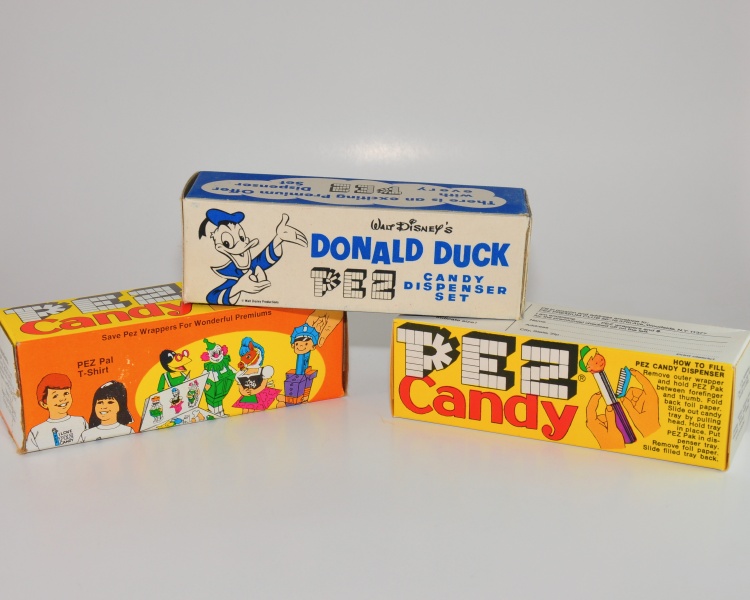 There is an exciting Premium Offer
with every PEZ Dispenser Set
WALT DISNEY'S
DONALD DUCK
PEZ
CANDY
DISPENSER
SET
© Walt Disney Productions
PEZ
Candy
Save Pez Wrappers For Wonderful Premiums
PEZ Pal
T-Shirt
PEZ®
Candy
HOW TO FILL
PEZ CANDY DISPENSER
Remove outer wrapper
and hold PEZ Pak
between forefinger
and thumb. Fold
back foil paper.
Slide out candy
tray by pulling
head. Hold tray
in place. Put
PEZ Pak in dis-
penser tray.
Remove foil paper.
Slide filled tray back.